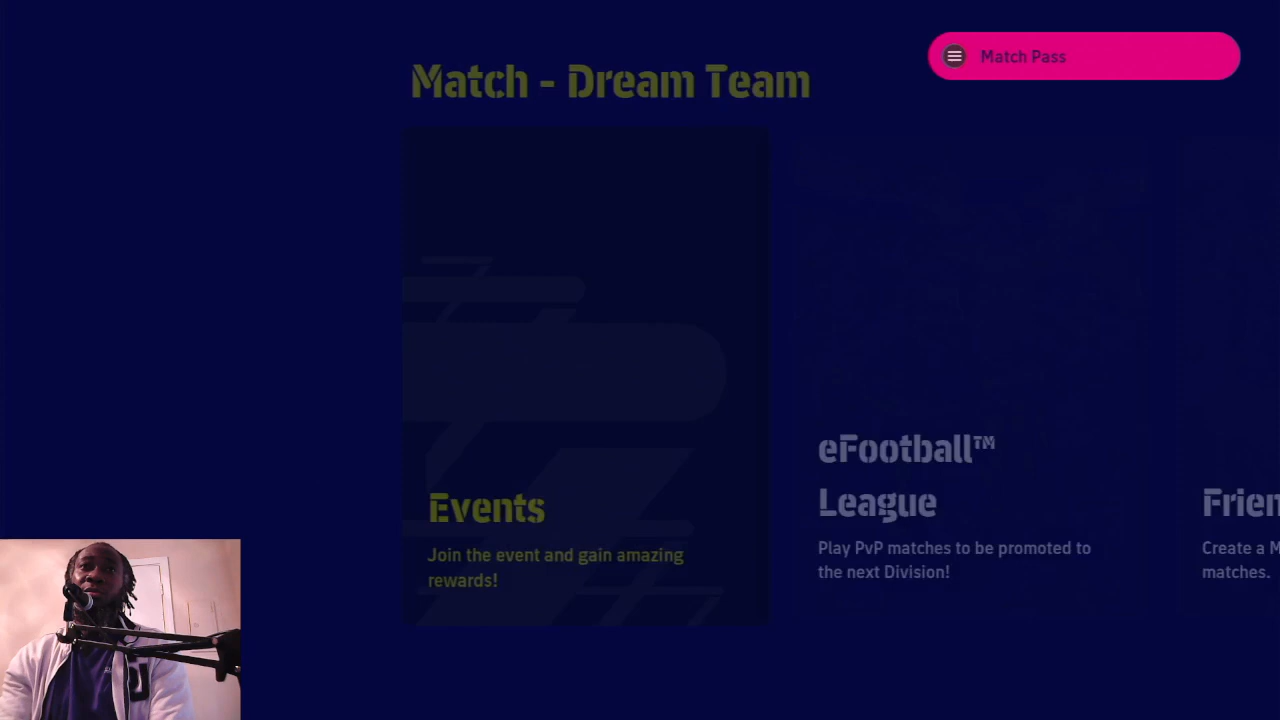 Match Pass
Match - Dream Team
Events
Join the event and gain amazing
rewards!
eFootball™
League
Play PvP matches to be promoted to
the next Division!
Create a
matches.